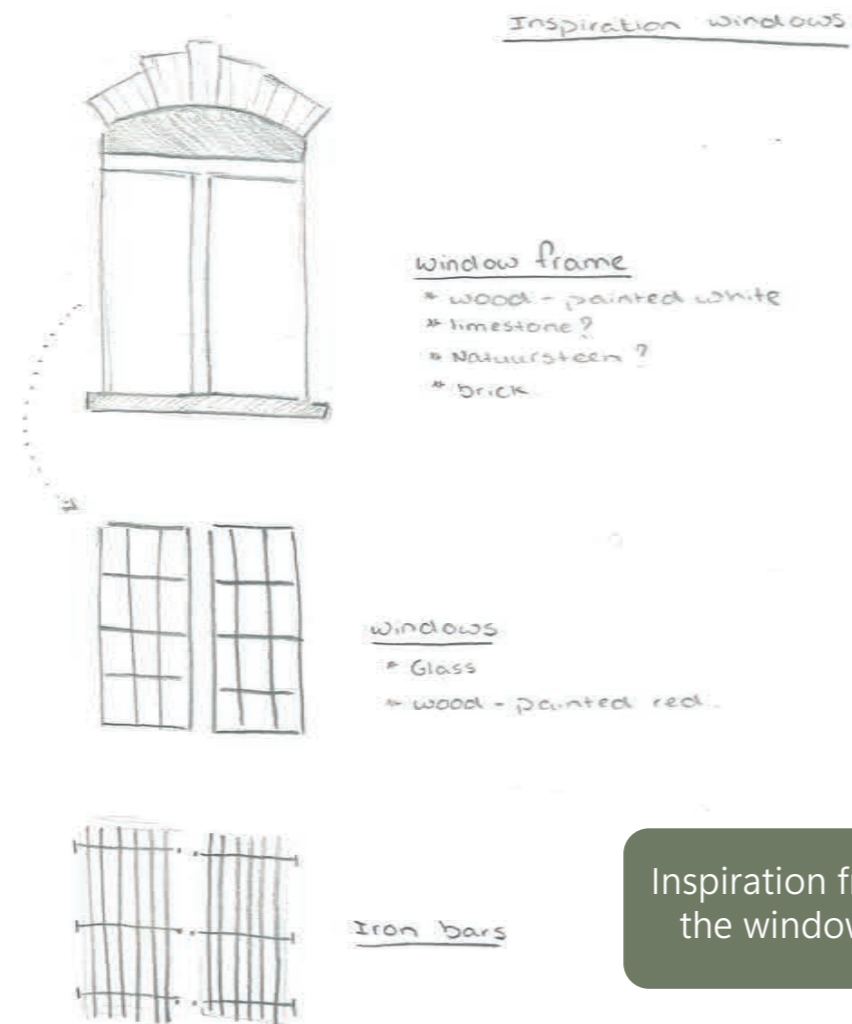 Inspiration windows
window frame
* wood - painted white
* limestone?
* Natuursteen?
* brick
windows
* Glass
* wood - painted red.
Iron bars
Inspiration
the